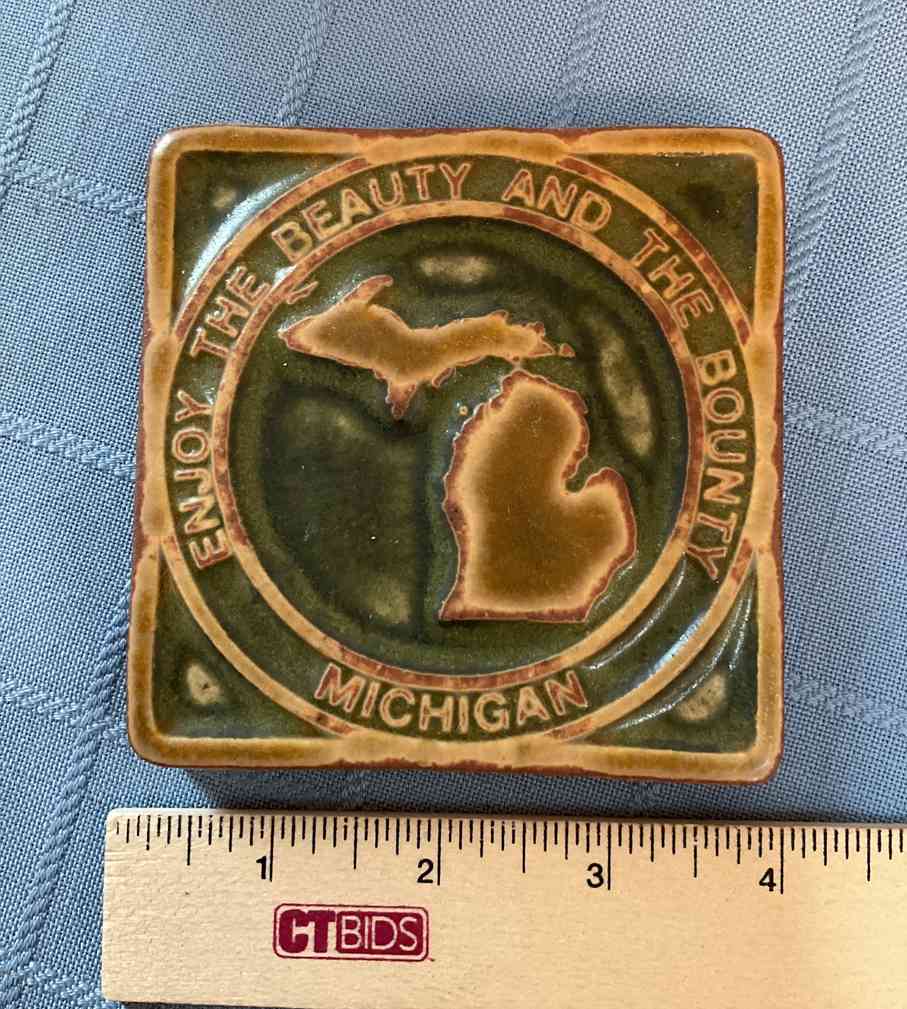 ENJOY THE BEAUTY AND THE BOUNTY
MICHIGAN
1 2 3 4
CTBIDS